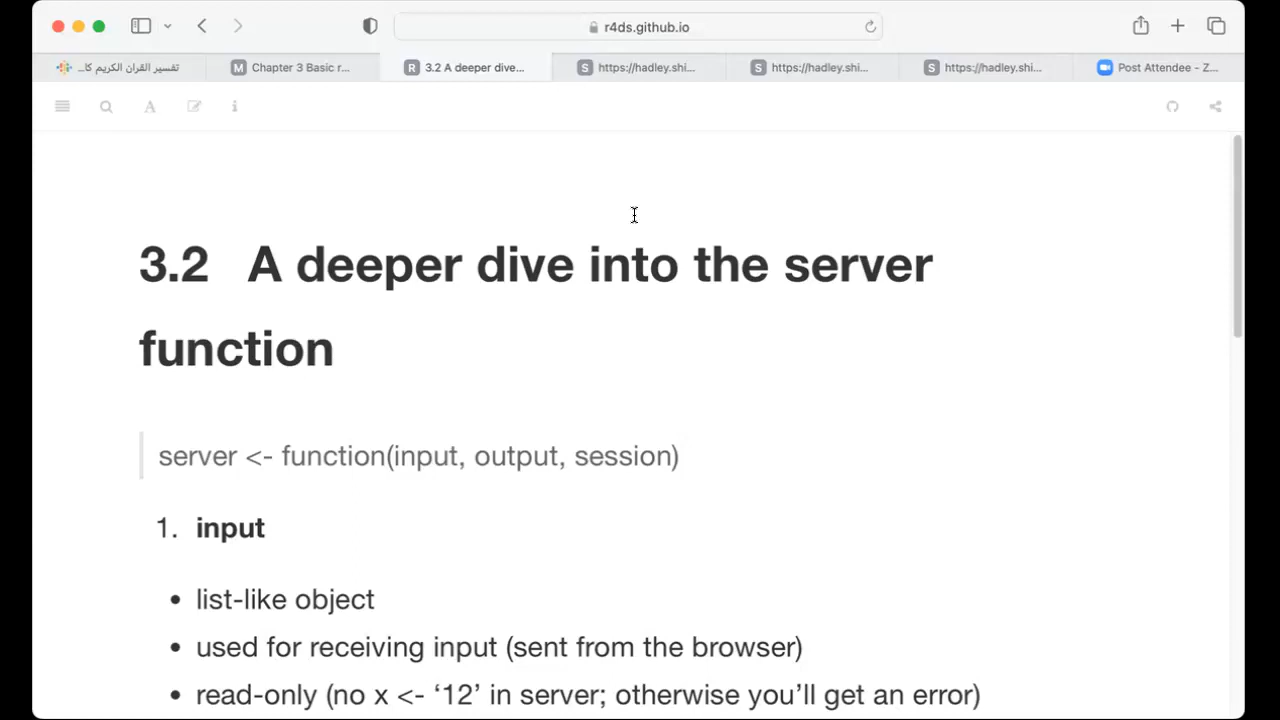 r4ds.github.io
تفسير القران الكريم كا...
M Chapter 3 Basic r...
R 3.2 A deeper dive...
S https://hadley.shi...
S https://hadley.shi...
S https://hadley.shi...
Post Attendee - Z...
A
i
3.2 A deeper dive into the server
function
server <- function(input, output, session)
1. input
• list-like object
• used for receiving input (sent from the browser)
• read-only (no x <- ‘12’ in server; otherwise you’ll get an error)